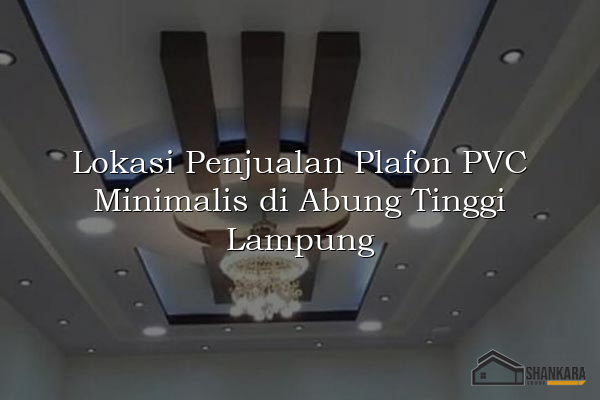 Lokasi Penjualan Plafon PVC
Minimalis di Abung Tinggi
Lampung
SHANKARA